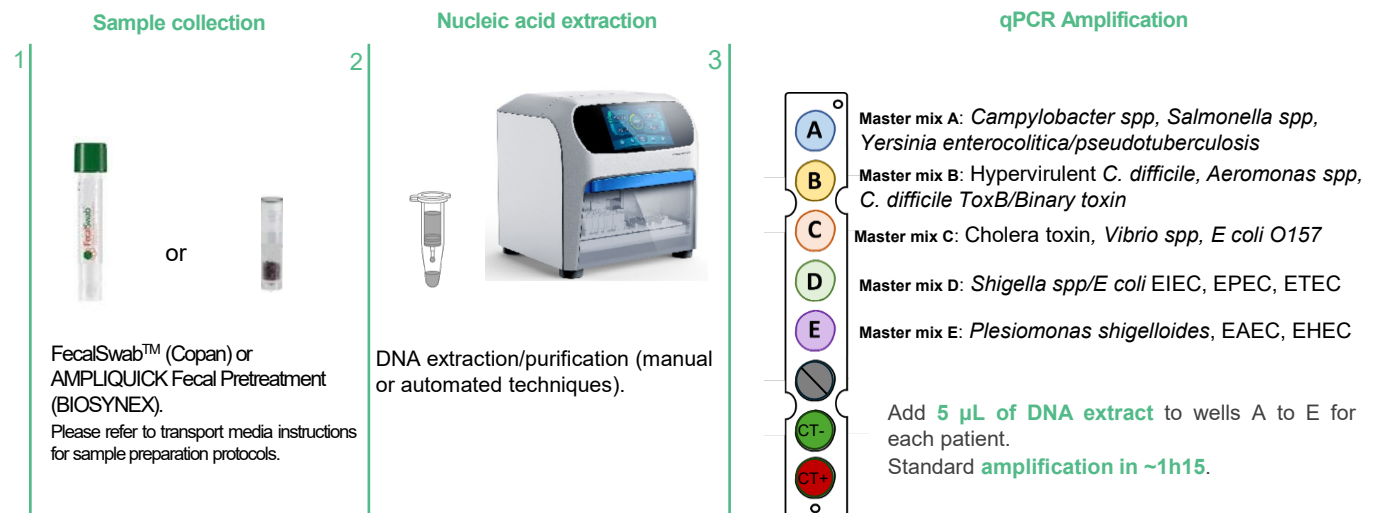 Sample collection
Nucleic acid extraction
qPCR Amplification
1
2
3
FecalSwab
or
FecalSwab™ (Copan) or
AMPLIQUICK Fecal Pretreatment
(BIOSYNEX).
Please refer to transport media instructions
for sample preparation protocols.
DNA extraction/purification (manual
or automated techniques).
A
Master mix A: Campylobacter spp, Salmonella spp,
Yersinia enterocolitica/pseudotuberculosis
B
Master mix B: Hypervirulent C. difficile, Aeromonas spp,
C. difficile ToxB/Binary toxin
C
Master mix C: Cholera toxin, Vibrio spp, E coli O157
D
Master mix D: Shigella spp/E coli EIEC, EPEC, ETEC
E
Master mix E: Plesiomonas shigelloides, EAEC, EHEC
CT-
CT+
Add 5 µL of DNA extract to wells A to E for
each patient.
Standard amplification in ~1h15.